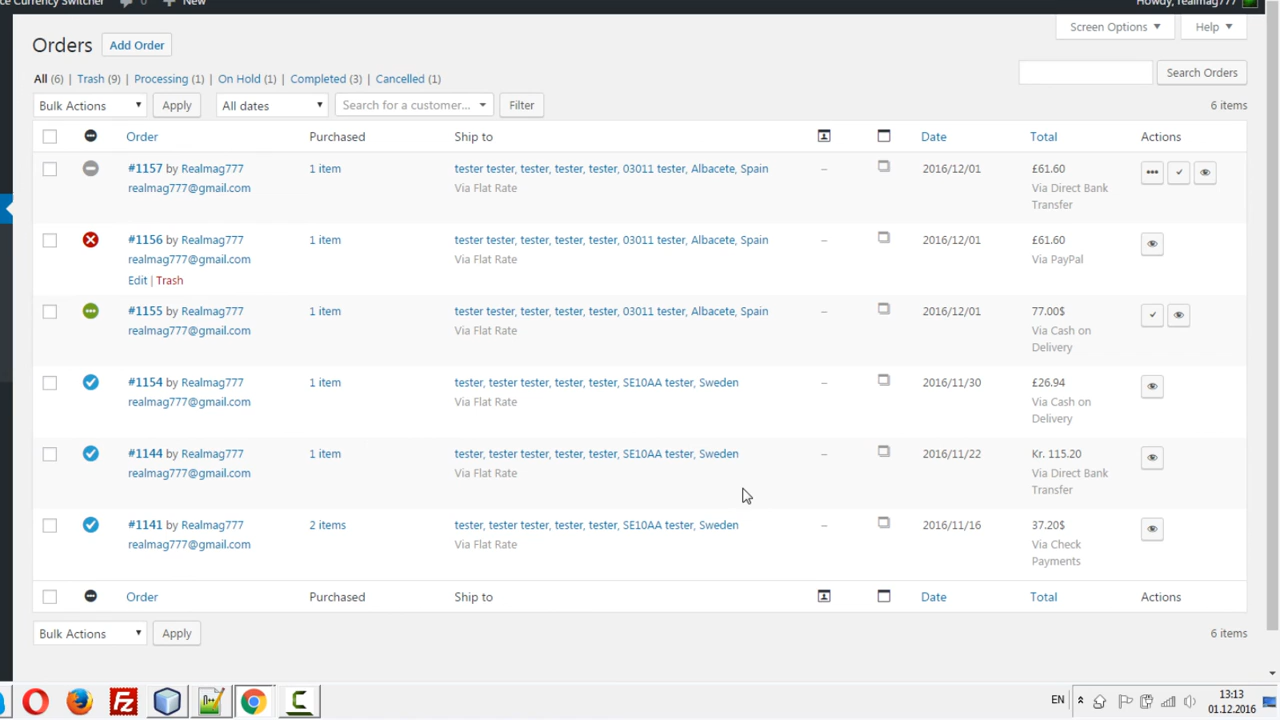 ce Currency Switcher 0 New Howdy, realmag777
Screen Options Help
Orders Add Order
All (6) | Trash (9) | Processing (1) | On Hold (1) | Completed (3) | Cancelled (1)
Search Orders
Bulk Actions Apply All dates Search for a customer... Filter 6 items
Order Purchased Ship to Date Total Actions
#1157 by Realmag777 1 item tester tester, tester, tester, tester, 03011 tester, Albacete, Spain – 2016/12/01 £61.60
realmag777@gmail.com Via Flat Rate Via Direct Bank
Transfer
#1156 by Realmag777 1 item tester tester, tester, tester, tester, 03011 tester, Albacete, Spain – 2016/12/01 £61.60
realmag777@gmail.com Via Flat Rate Via PayPal
Edit | Trash
#1155 by Realmag777 1 item tester tester, tester, tester, tester, 03011 tester, Albacete, Spain – 2016/12/01 77.00$
realmag777@gmail.com Via Flat Rate Via Cash on
Delivery
#1154 by Realmag777 1 item tester, tester tester, tester, tester, SE10AA tester, Sweden – 2016/11/30 £26.94
realmag777@gmail.com Via Flat Rate Via Cash on
Delivery
#1144 by Realmag777 1 item tester, tester tester, tester, tester, SE10AA tester, Sweden – 2016/11/22 Kr. 115.20
realmag777@gmail.com Via Flat Rate Via Direct Bank
Transfer
#1141 by Realmag777 2 items tester, tester tester, tester, tester, SE10AA tester, Sweden – 2016/11/16 37.20$
realmag777@gmail.com Via Flat Rate Via Check
Payments
Order Purchased Ship to Date Total Actions
Bulk Actions Apply 6 items
EN 13:13
01.12.2016